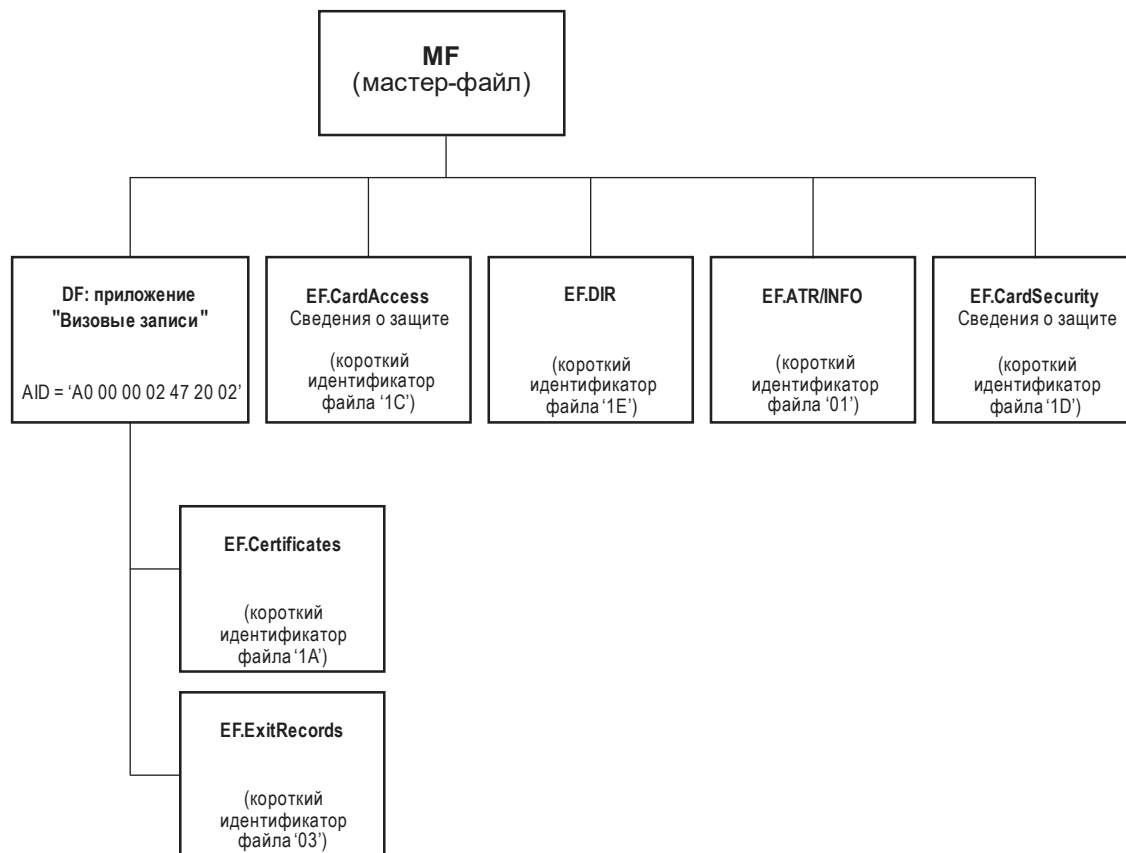 MF
(мастер-файл)
DF: приложение
"Визовые записи"
AID = ‘A0 00 00 02 47 20 02’
EF.CardAccess
Сведения о защите
(короткий
идентификатор
файла ‘1C’)
EF.DIR
(короткий
идентификатор
файла ‘1E’)
EF.ATR/INFO
(короткий
идентификатор
файла ‘01’)
EF.CardSecurity
Сведения о защите
(короткий
идентификатор
файла ‘1D’)
EF.Certificates
(короткий
идентификатор
файла ‘1A’)
EF.ExitRecords
(короткий
идентификатор
файла ‘03’)